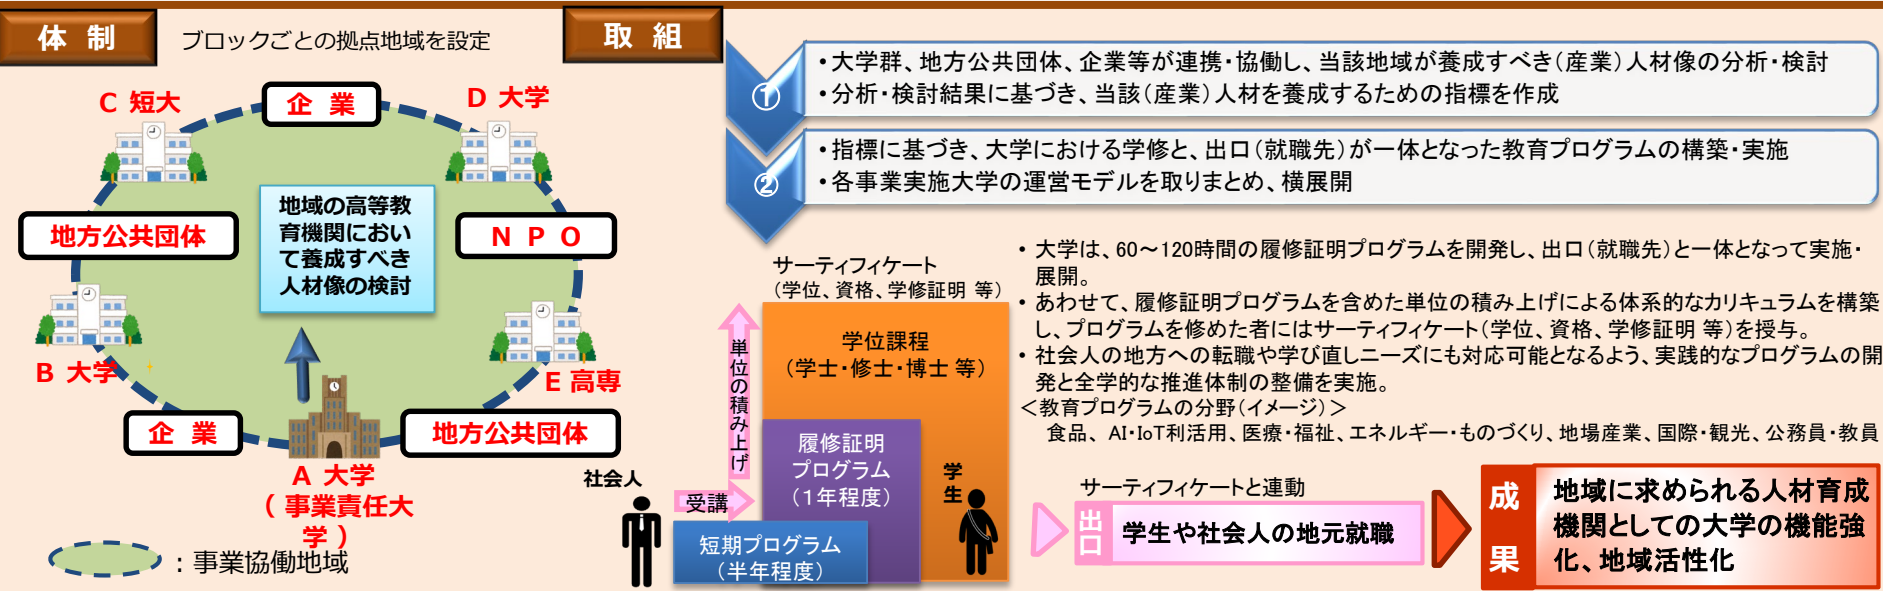 体 制
ブロックごとの拠点地域を設定
C 短大
企 業
D 大学
地域の高等教
育機関におい
て養成すべき
人材像の検討
地方公共団体
N P O
B 大学
E 高専
企 業
地方公共団体
A 大学
( 事業責任大
学 )
：事業協働地域
取 組
①
・大学群、地方公共団体、企業等が連携・協働し、当該地域が養成すべき（産業）人材像の分析・検討
・分析・検討結果に基づき、当該（産業）人材を養成するための指標を作成
②
・指標に基づき、大学における学修と、出口（就職先）が一体となった教育プログラムの構築・実施
・各事業実施大学の運営モデルを取りまとめ、横展開
サーティフィケート
（学位、資格、学修証明 等）
単位の積み上げ
学位課程
（学士・修士・博士 等）
履修証明
プログラム
（1年程度）
短期プログラム
（半年程度）
社会人
受講
学生
・大学は、60～120時間の履修証明プログラムを開発し、出口（就職先）と一体となって実施・
展開。
・あわせて、履修証明プログラムを含めた単位の積み上げによる体系的なカリキュラムを構築
し、プログラムを修めた者にはサーティフィケート（学位、資格、学修証明 等）を授与。
・社会人の地方への転職や学び直しニーズにも対応可能となるよう、実践的なプログラムの開
発と全学的な推進体制の整備を実施。
＜教育プログラムの分野（イメージ）＞
食品、AI・IoT利活用、医療・福祉、エネルギー・ものづくり、地場産業、国際・観光、公務員・教員
サーティフィケートと連動
出口
学生や社会人の地元就職
成果
地域に求められる人材育成
機関としての大学の機能強
化、地域活性化